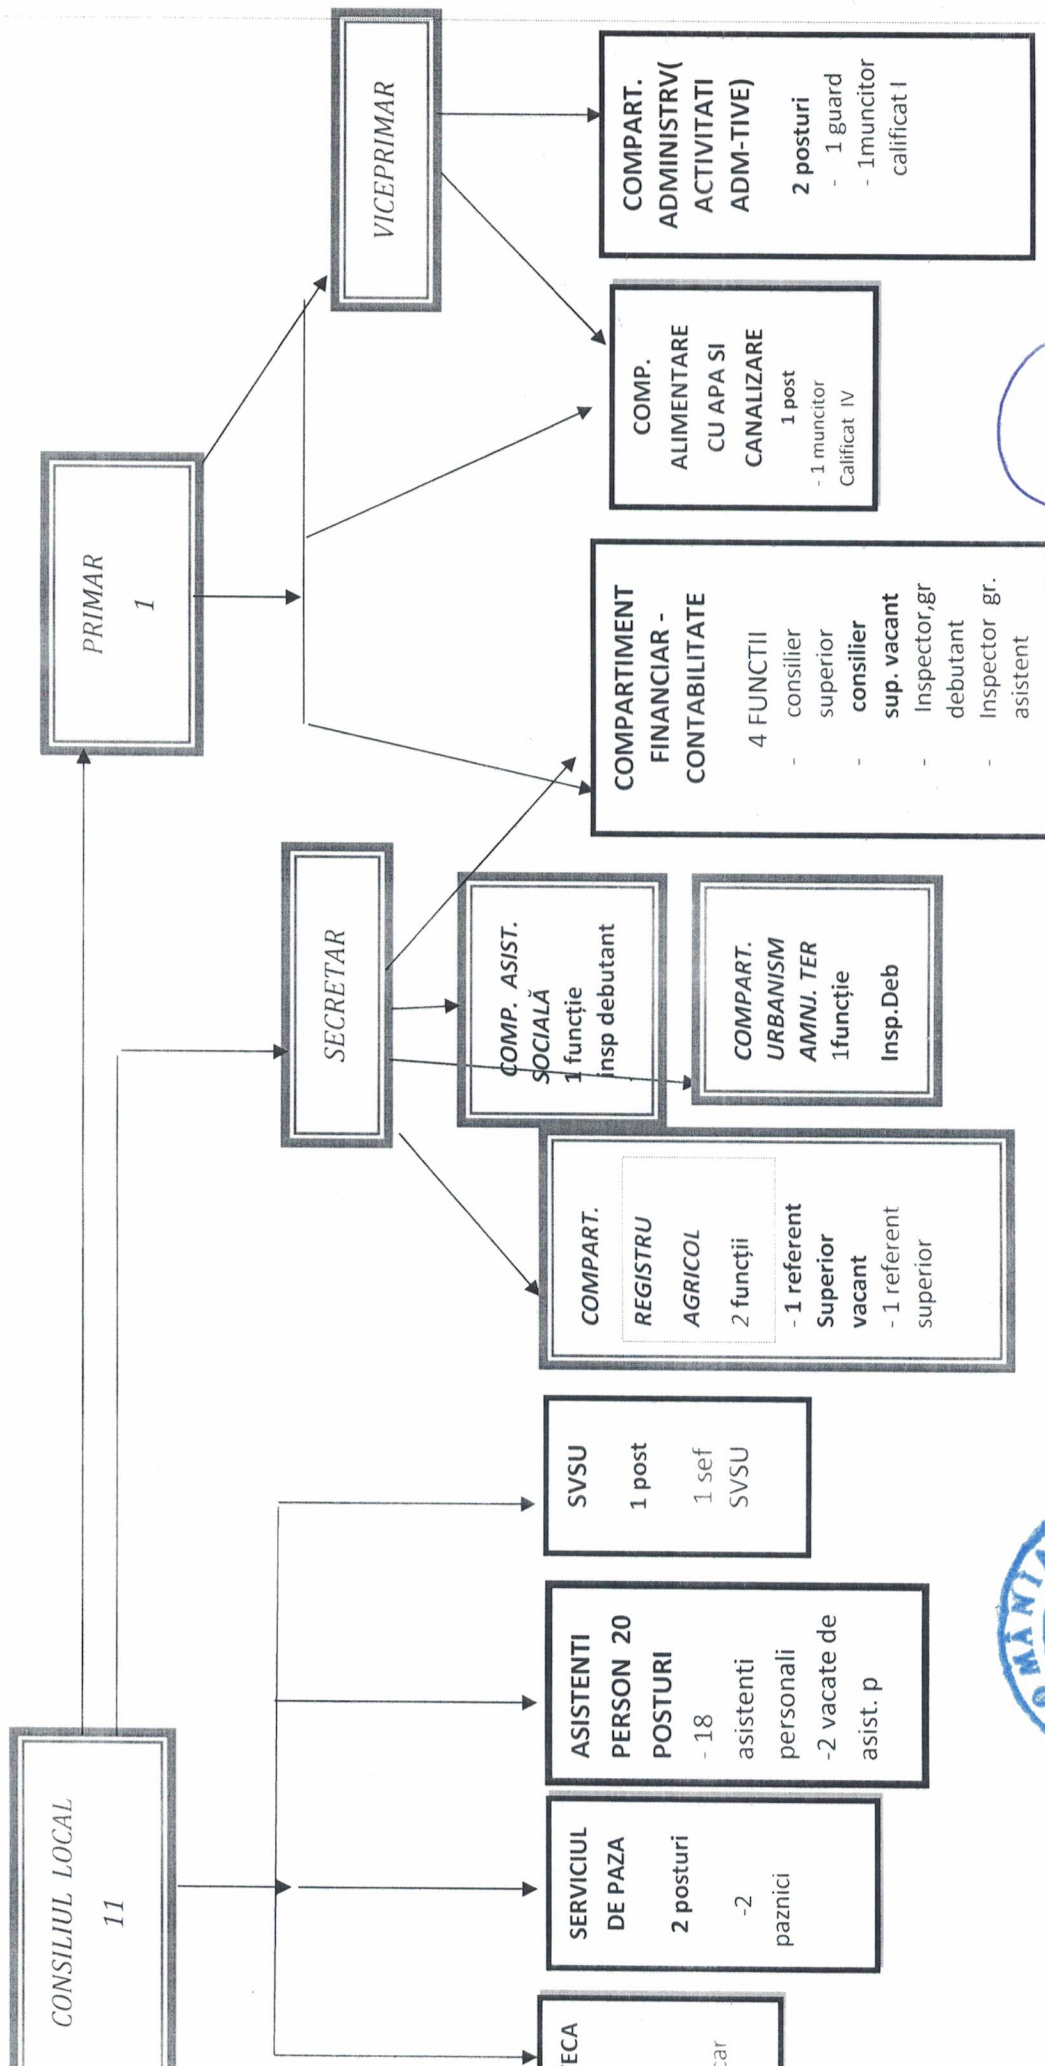 CONSILIUL LOCAL
11
PRIMAR
1
SECRETAR
VICEPRIMAR
SERVICIUL
DE PAZA
2 posturi
-2
paznici
ASISTENTI
PERSON 20
POSTURI
- 18
asistenti
personali
-2 vacate de
asist. p
SVSU
1 post
1 sef
SVSU
COMPART.
REGISTRU
AGRICOL
2 funcții
- 1 referent
Superior
vacant
- 1 referent
superior
COMP. ASIST.
SOCIALĂ
1 funcție
insp debutant
COMPART.
URBANISM
AMNJ. TER
1funcție
Insp.Deb
COMPARTIMENT
FINANCIAR -
CONTABILITATE
4 FUNCTII
- consilier
superior
- consilier
sup. vacant
- Inspector,gr
debutant
- Inspector gr.
asistent
COMP.
ALIMENTARE
CU APA SI
CANALIZARE
1 post
- 1 muncitor
Calificat IV
COMPART.
ADMINISTRV(
ACTIVITATI
ADM-TIVE)
2 posturi
- 1 guard
- 1muncitor
calificat I